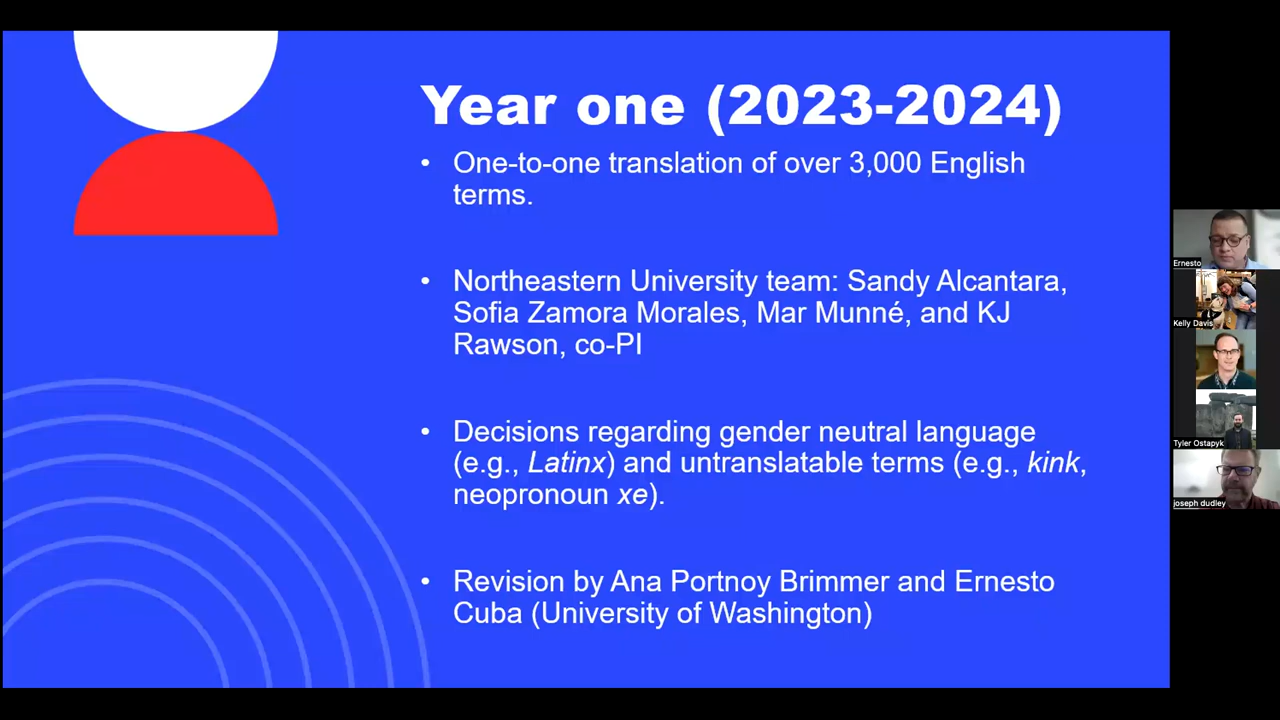 Year one (2023-2024)
• One-to-one translation of over 3,000 English
terms.
• Northeastern University team: Sandy Alcantara,
Sofia Zamora Morales, Mar Munné, and KJ
Rawson, co-PI
• Decisions regarding gender neutral language
(e.g., Latinx) and untranslatable terms (e.g., kink,
neopronoun xe).
• Revision by Ana Portnoy Brimmer and Ernesto
Cuba (University of Washington)
Ernesto
Kelly Davis
Tyler Ostapyk
joseph dudley